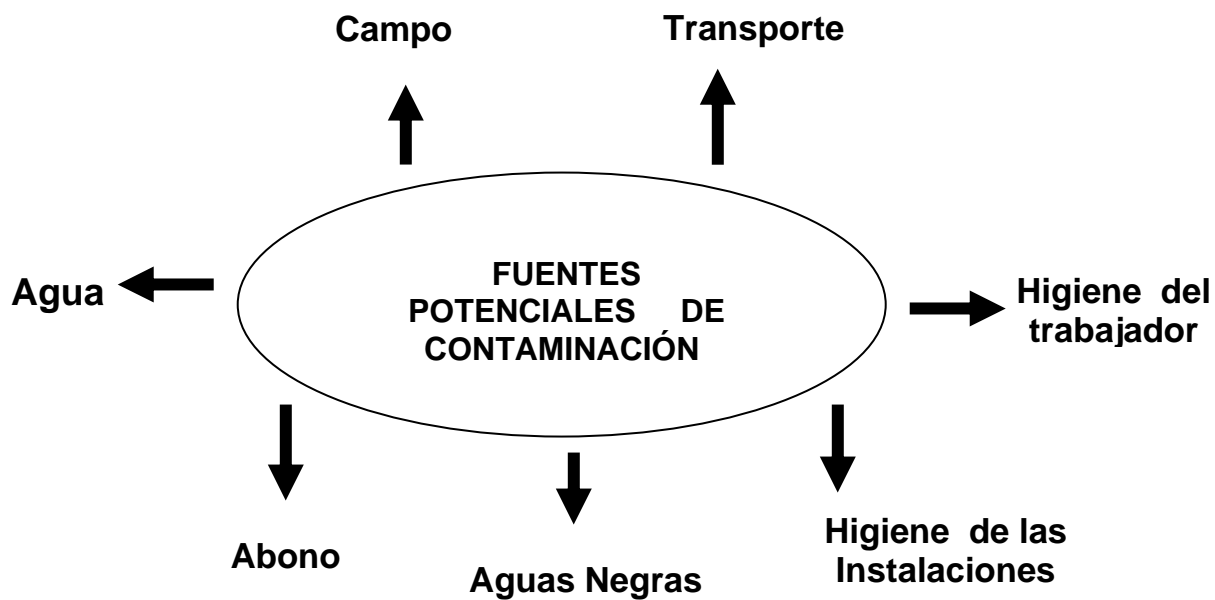 Campo
Transporte
FUENTES
POTENCIALES DE
CONTAMINACIÓN
Agua
Higiene del
trabajador
Abono
Aguas Negras
Higiene de las
Instalaciones